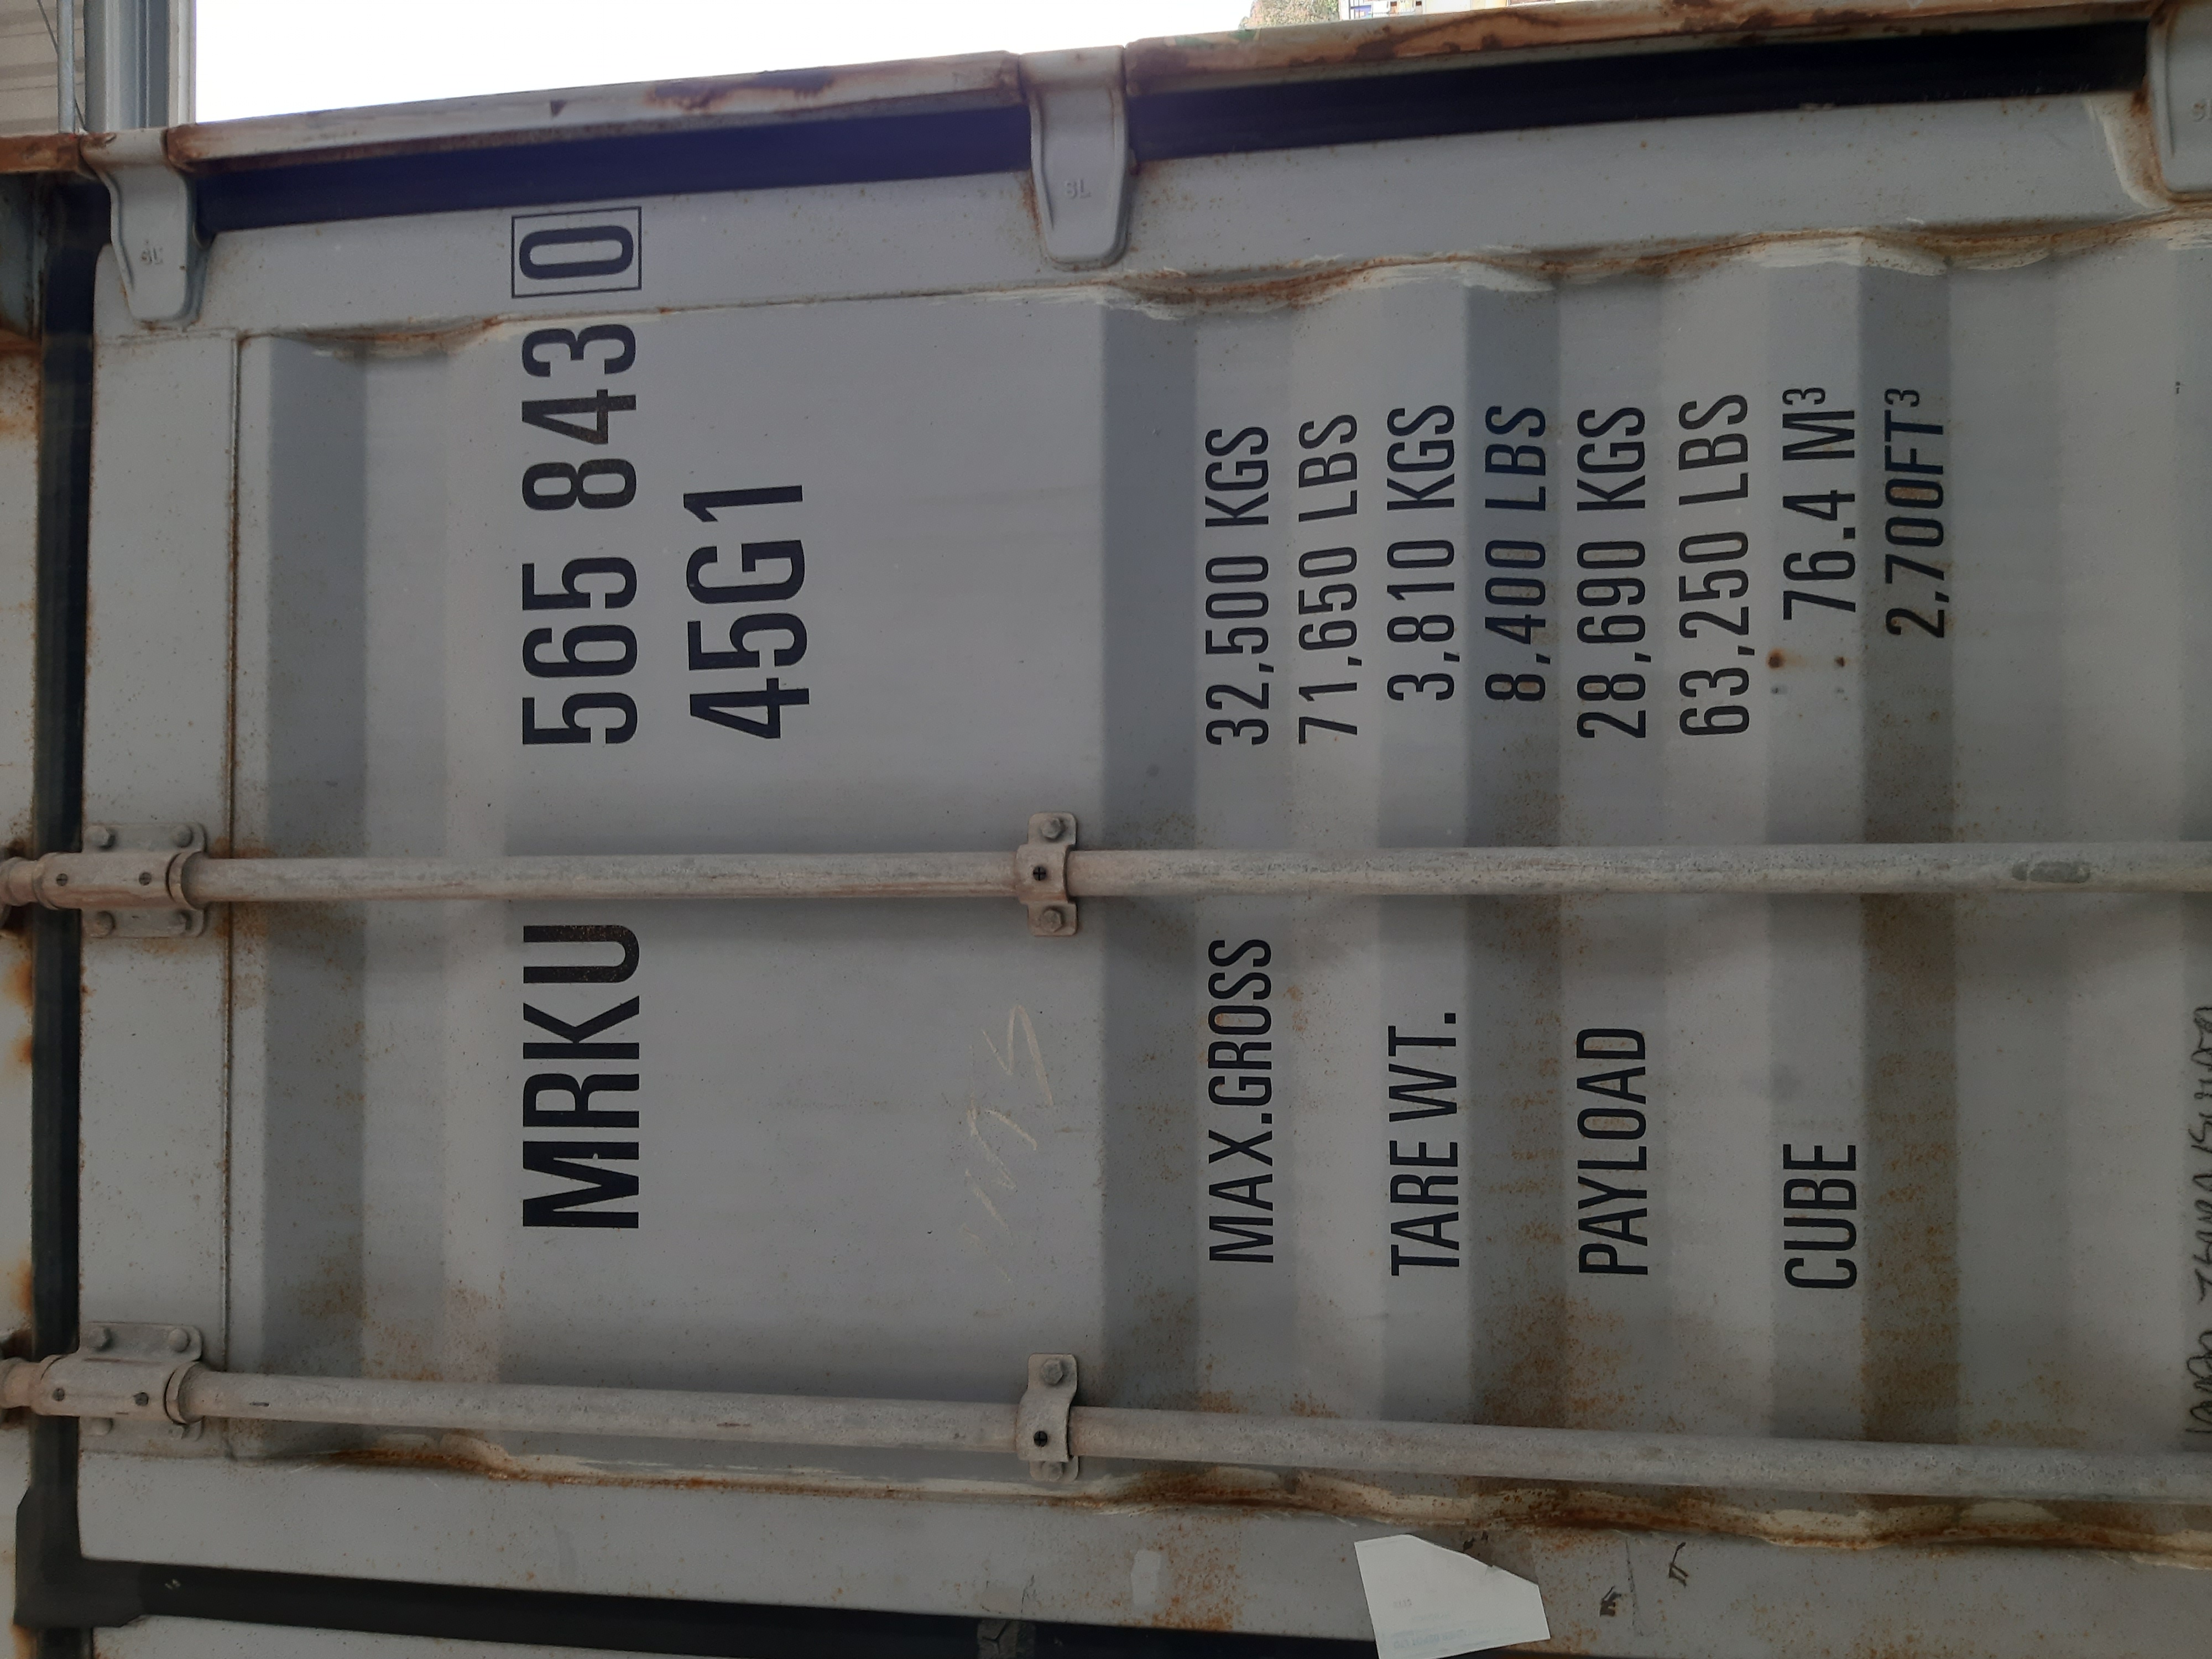 MRKU 565 843 0
45G1
MAX.GROSS 32,500 KGS
71,650 LBS
TARE WT. 3,810 KGS
8,400 LBS
PAYLOAD 28,690 KGS
63,250 LBS
CUBE 76.4 M³
2,700FT³